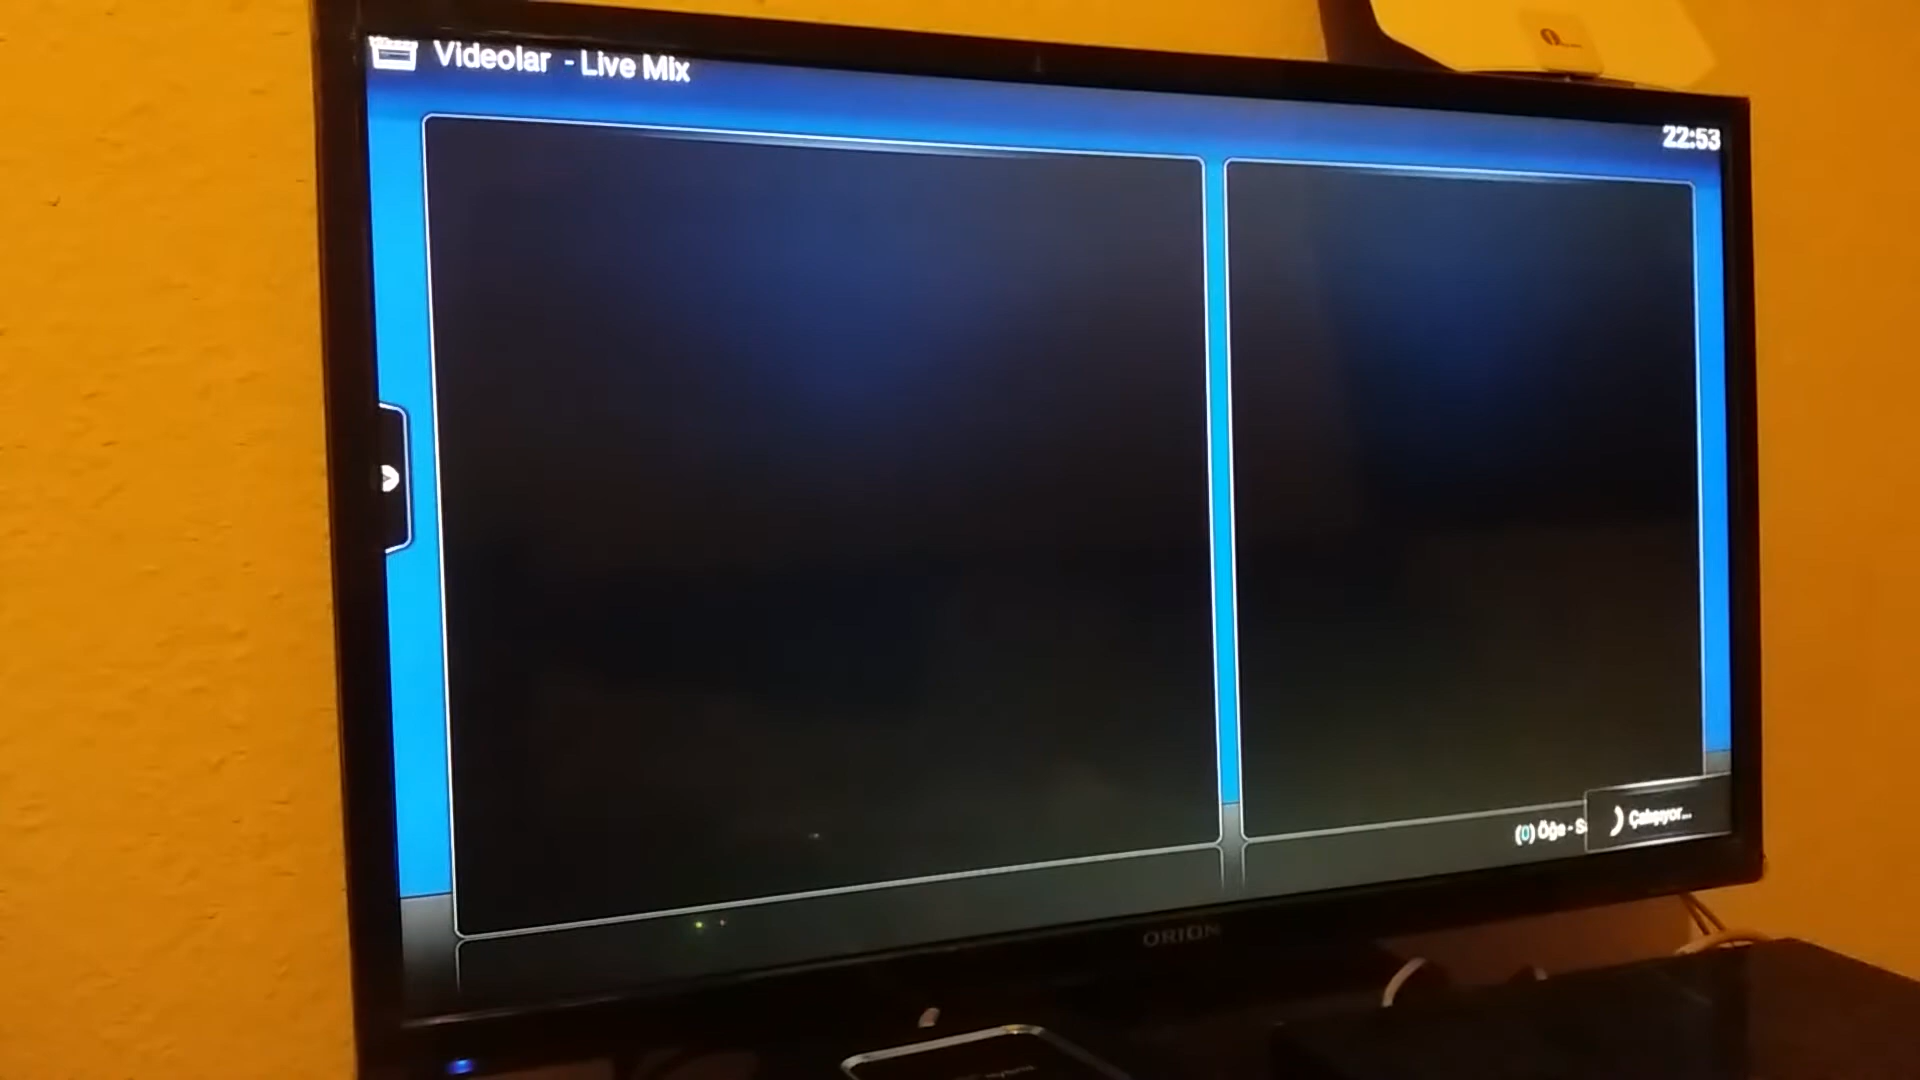 Videolar - Live Mix
22:53
(0) Öğe - S
Çalışıyor...
ORION